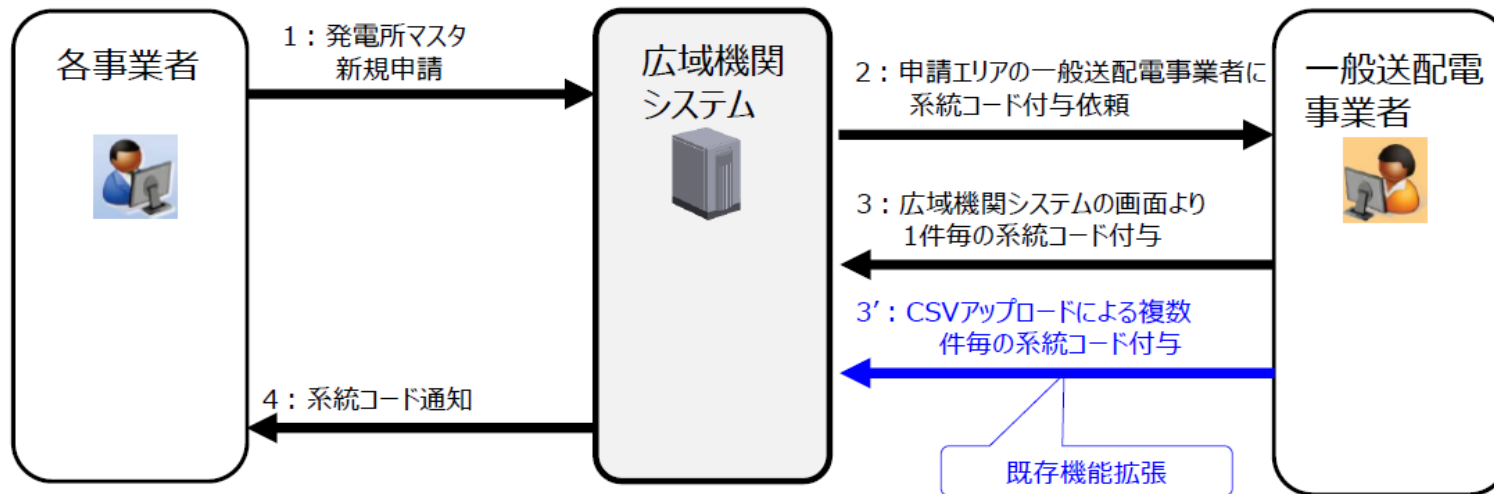 各事業者
1：発電所マスタ
新規申請
広域機関
システム
2：申請エリアの一般送配電事業者に
系統コード付与依頼
一般送配電
事業者
3：広域機関システムの画面より
1件毎の系統コード付与
3′：CSVアップロードによる複数
件毎の系統コード付与
4：系統コード通知
既存機能拡張